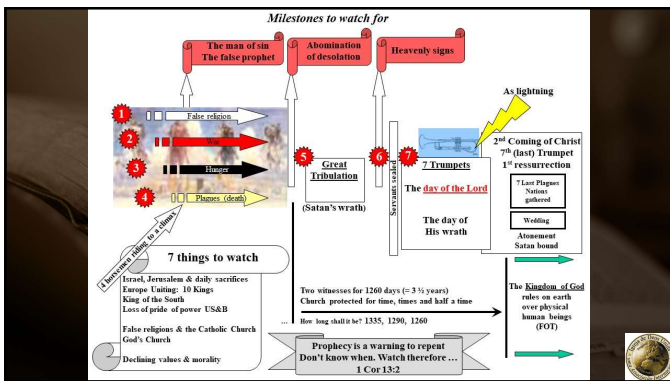 Milestones to watch for
The man of sin
The false prophet
Abomination
of desolation
Heavenly signs
As lightning
1
False religion
2
War
3
Hunger
4
Plagues (death)
4 horsemen riding to a climax
5
Great
Tribulation
(Satan's wrath)
6
Servants sealed
7
7 Trumpets
The day of the Lord
The day of
His wrath
2nd Coming of Christ
7th (last) Trumpet
1st ressurrection
7 Last Plagues
Nations
gathered
Wedding
Atonement
Satan bound
7 things to watch
Israel, Jerusalem & daily sacrifices
Europe Uniting: 10 Kings
King of the South
Loss of pride of power US&B
False religions & the Catholic Church
God's Church
Declining values & morality
Two witnesses for 1260 days (= 3 ½ years)
Church protected for time, times and half a time
... How long shall it be? 1335, 1290, 1260
The Kingdom of God
rules on earth
over physical
human beings
(FOT)
Prophecy is a warning to repent
Don't know when. Watch therefore ...
1 Cor 13:2